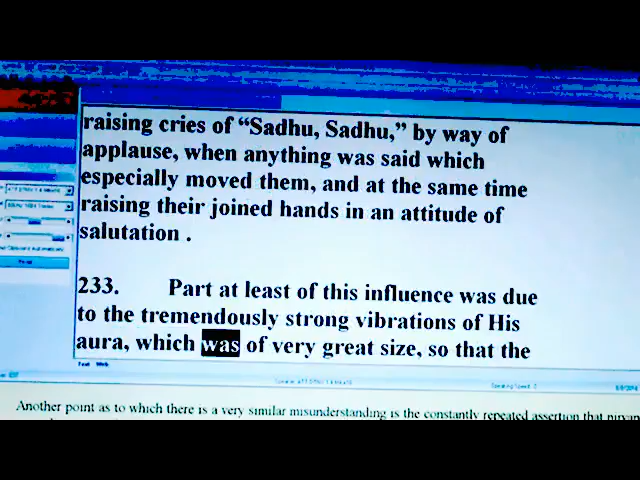 raising cries of “Sadhu, Sadhu,” by way of
applause, when anything was said which
especially moved them, and at the same time
raising their joined hands in an attitude of
salutation .
233. Part at least of this influence was due
to the tremendously strong vibrations of His
aura, which was of very great size, so that the
Another point as to which there is a very similar misunderstanding is the constantly repeated assertion that